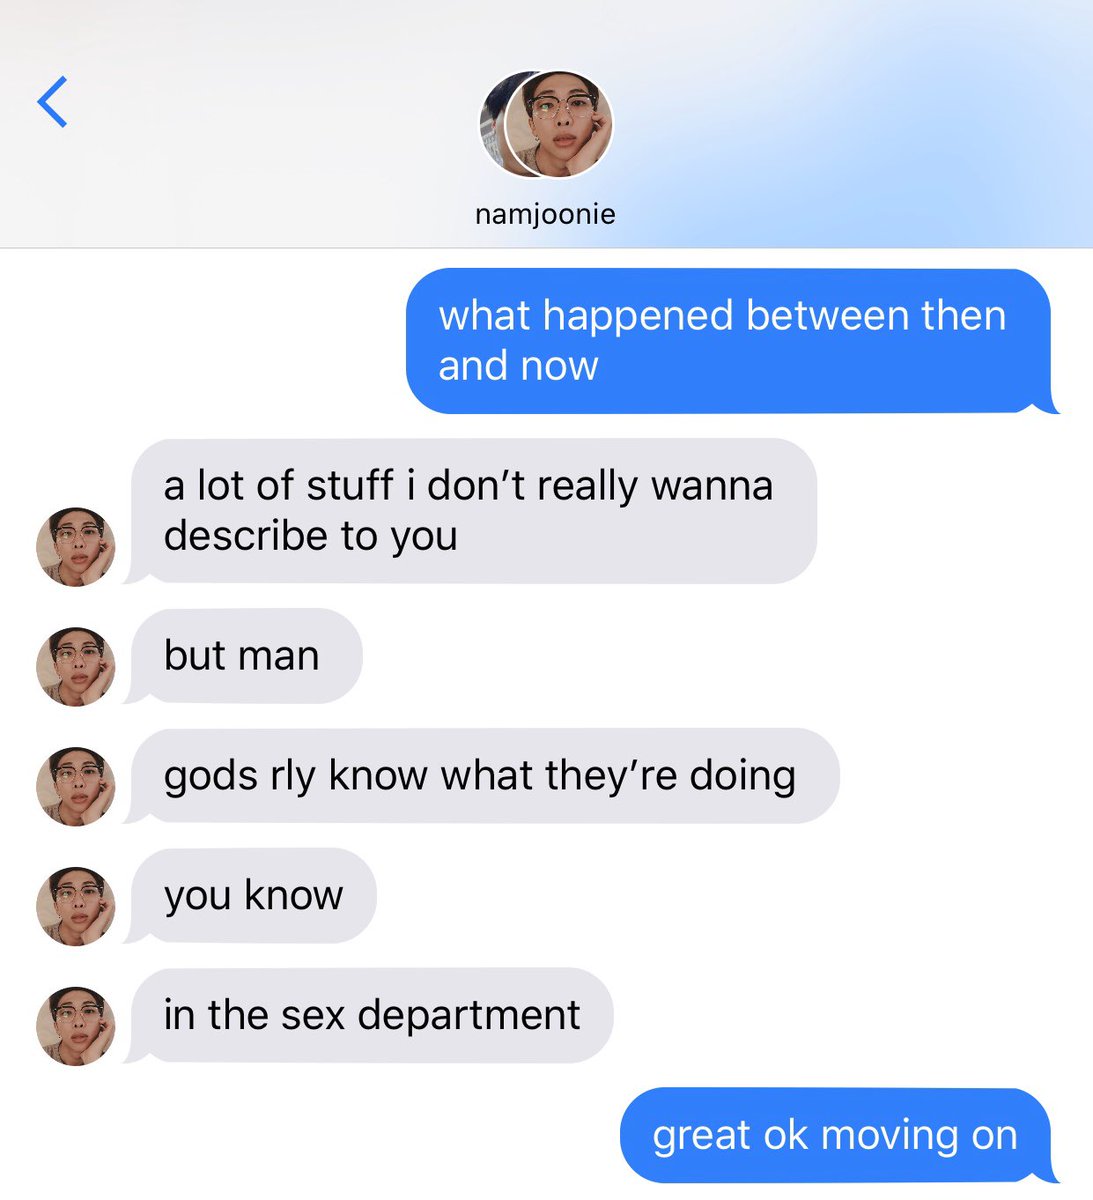 namjoonie
what happened between then
and now
a lot of stuff i don’t really wanna
describe to you
but man
gods rly know what they’re doing
you know
in the sex department
great ok moving on